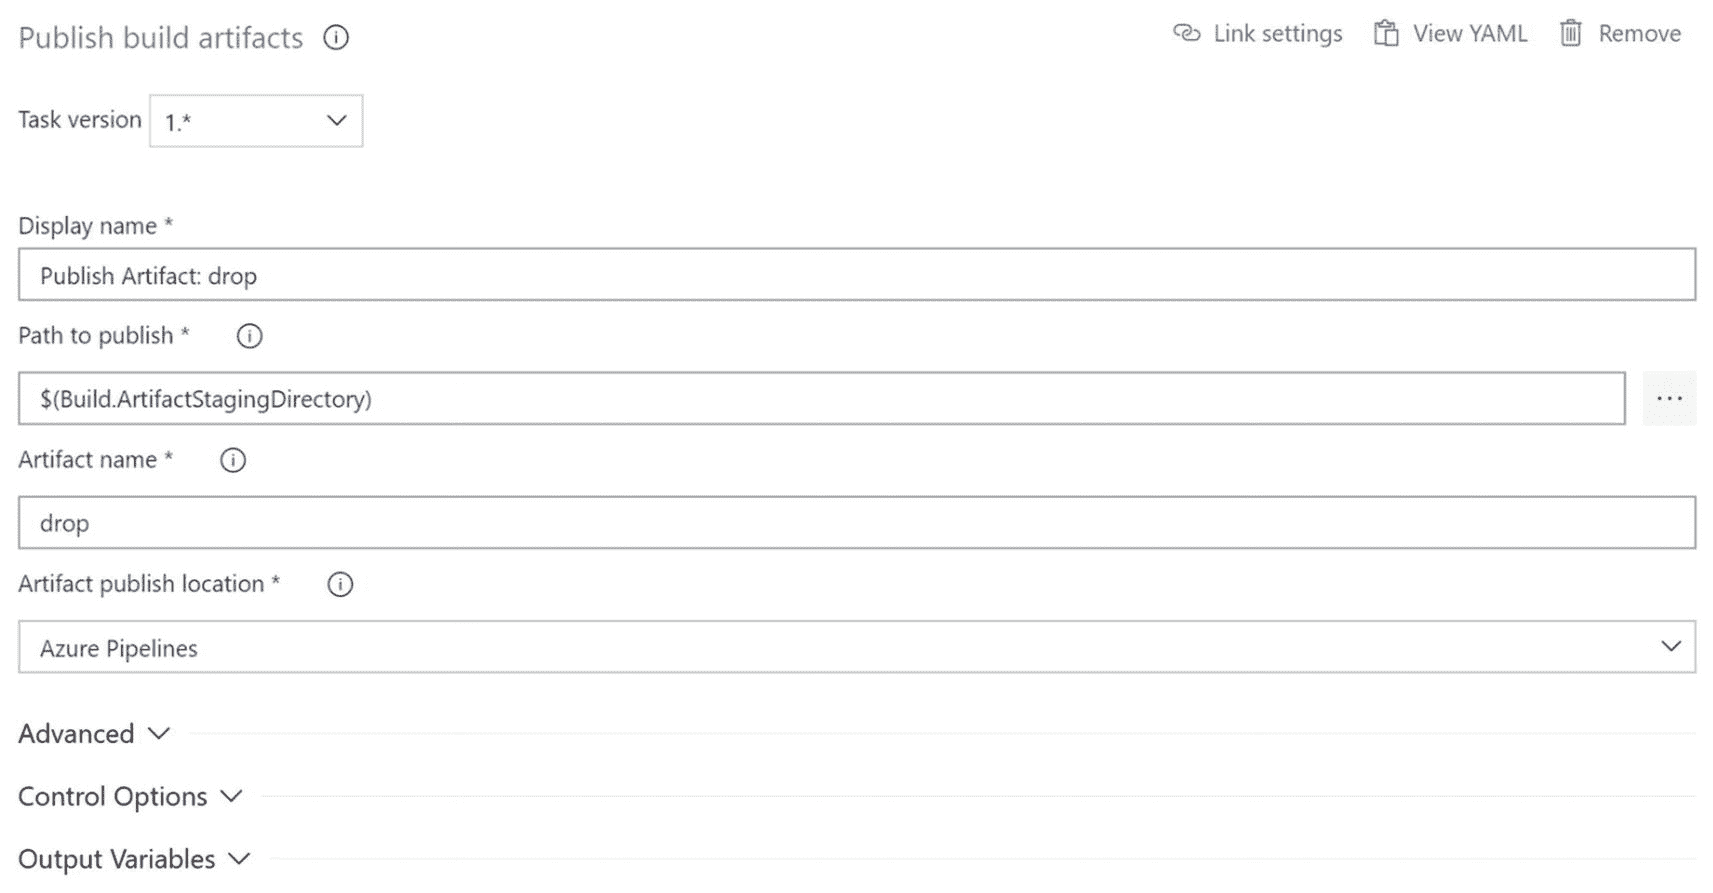 Publish build artifacts
Link settings View YAML Remove
Task version 1.*
Display name *
Publish Artifact: drop
Path to publish *
$(Build.ArtifactStagingDirectory)
...
Artifact name *
drop
Artifact publish location *
Azure Pipelines
Advanced
Control Options
Output Variables